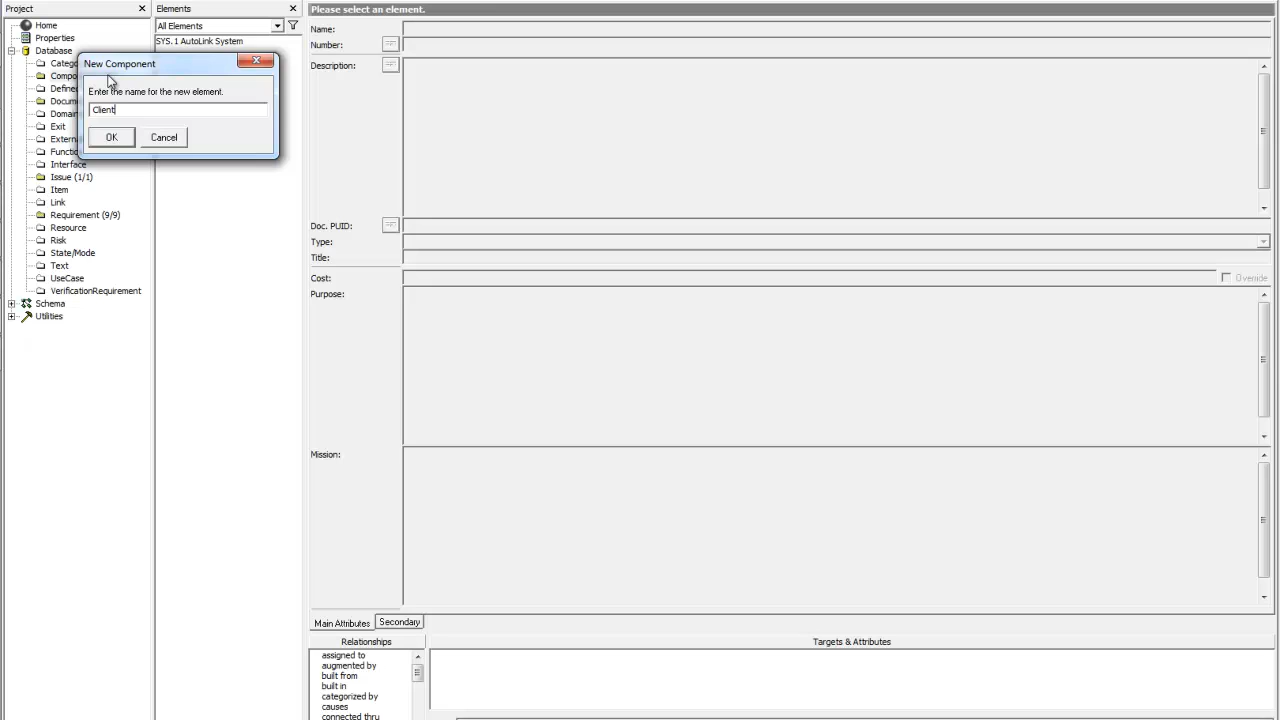 Project
Elements
Please select an element.
Home
Properties
Database
Categ
Compo
Define
Docum
Domai
Exit
Extern
Functio
Interface
Issue (1/1)
Item
Link
Requirement (9/9)
Resource
Risk
State/Mode
Text
UseCase
VerificationRequirement
Schema
Utilities
All Elements
SYS.1 AutoLink System
New Component
Enter the name for the new element.
Client
OK
Cancel
Name:
Number:
Description:
Doc. PUID:
Type:
Title:
Cost:
Override
Purpose:
Mission:
Main Attributes
Secondary
Relationships
Targets & Attributes
assigned to
augmented by
built from
built in
categorized by
causes
connected thru